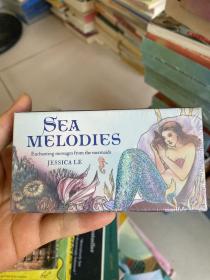 SEA
MELODIES
Enchanting messages from the mermaids
JESSICA LE